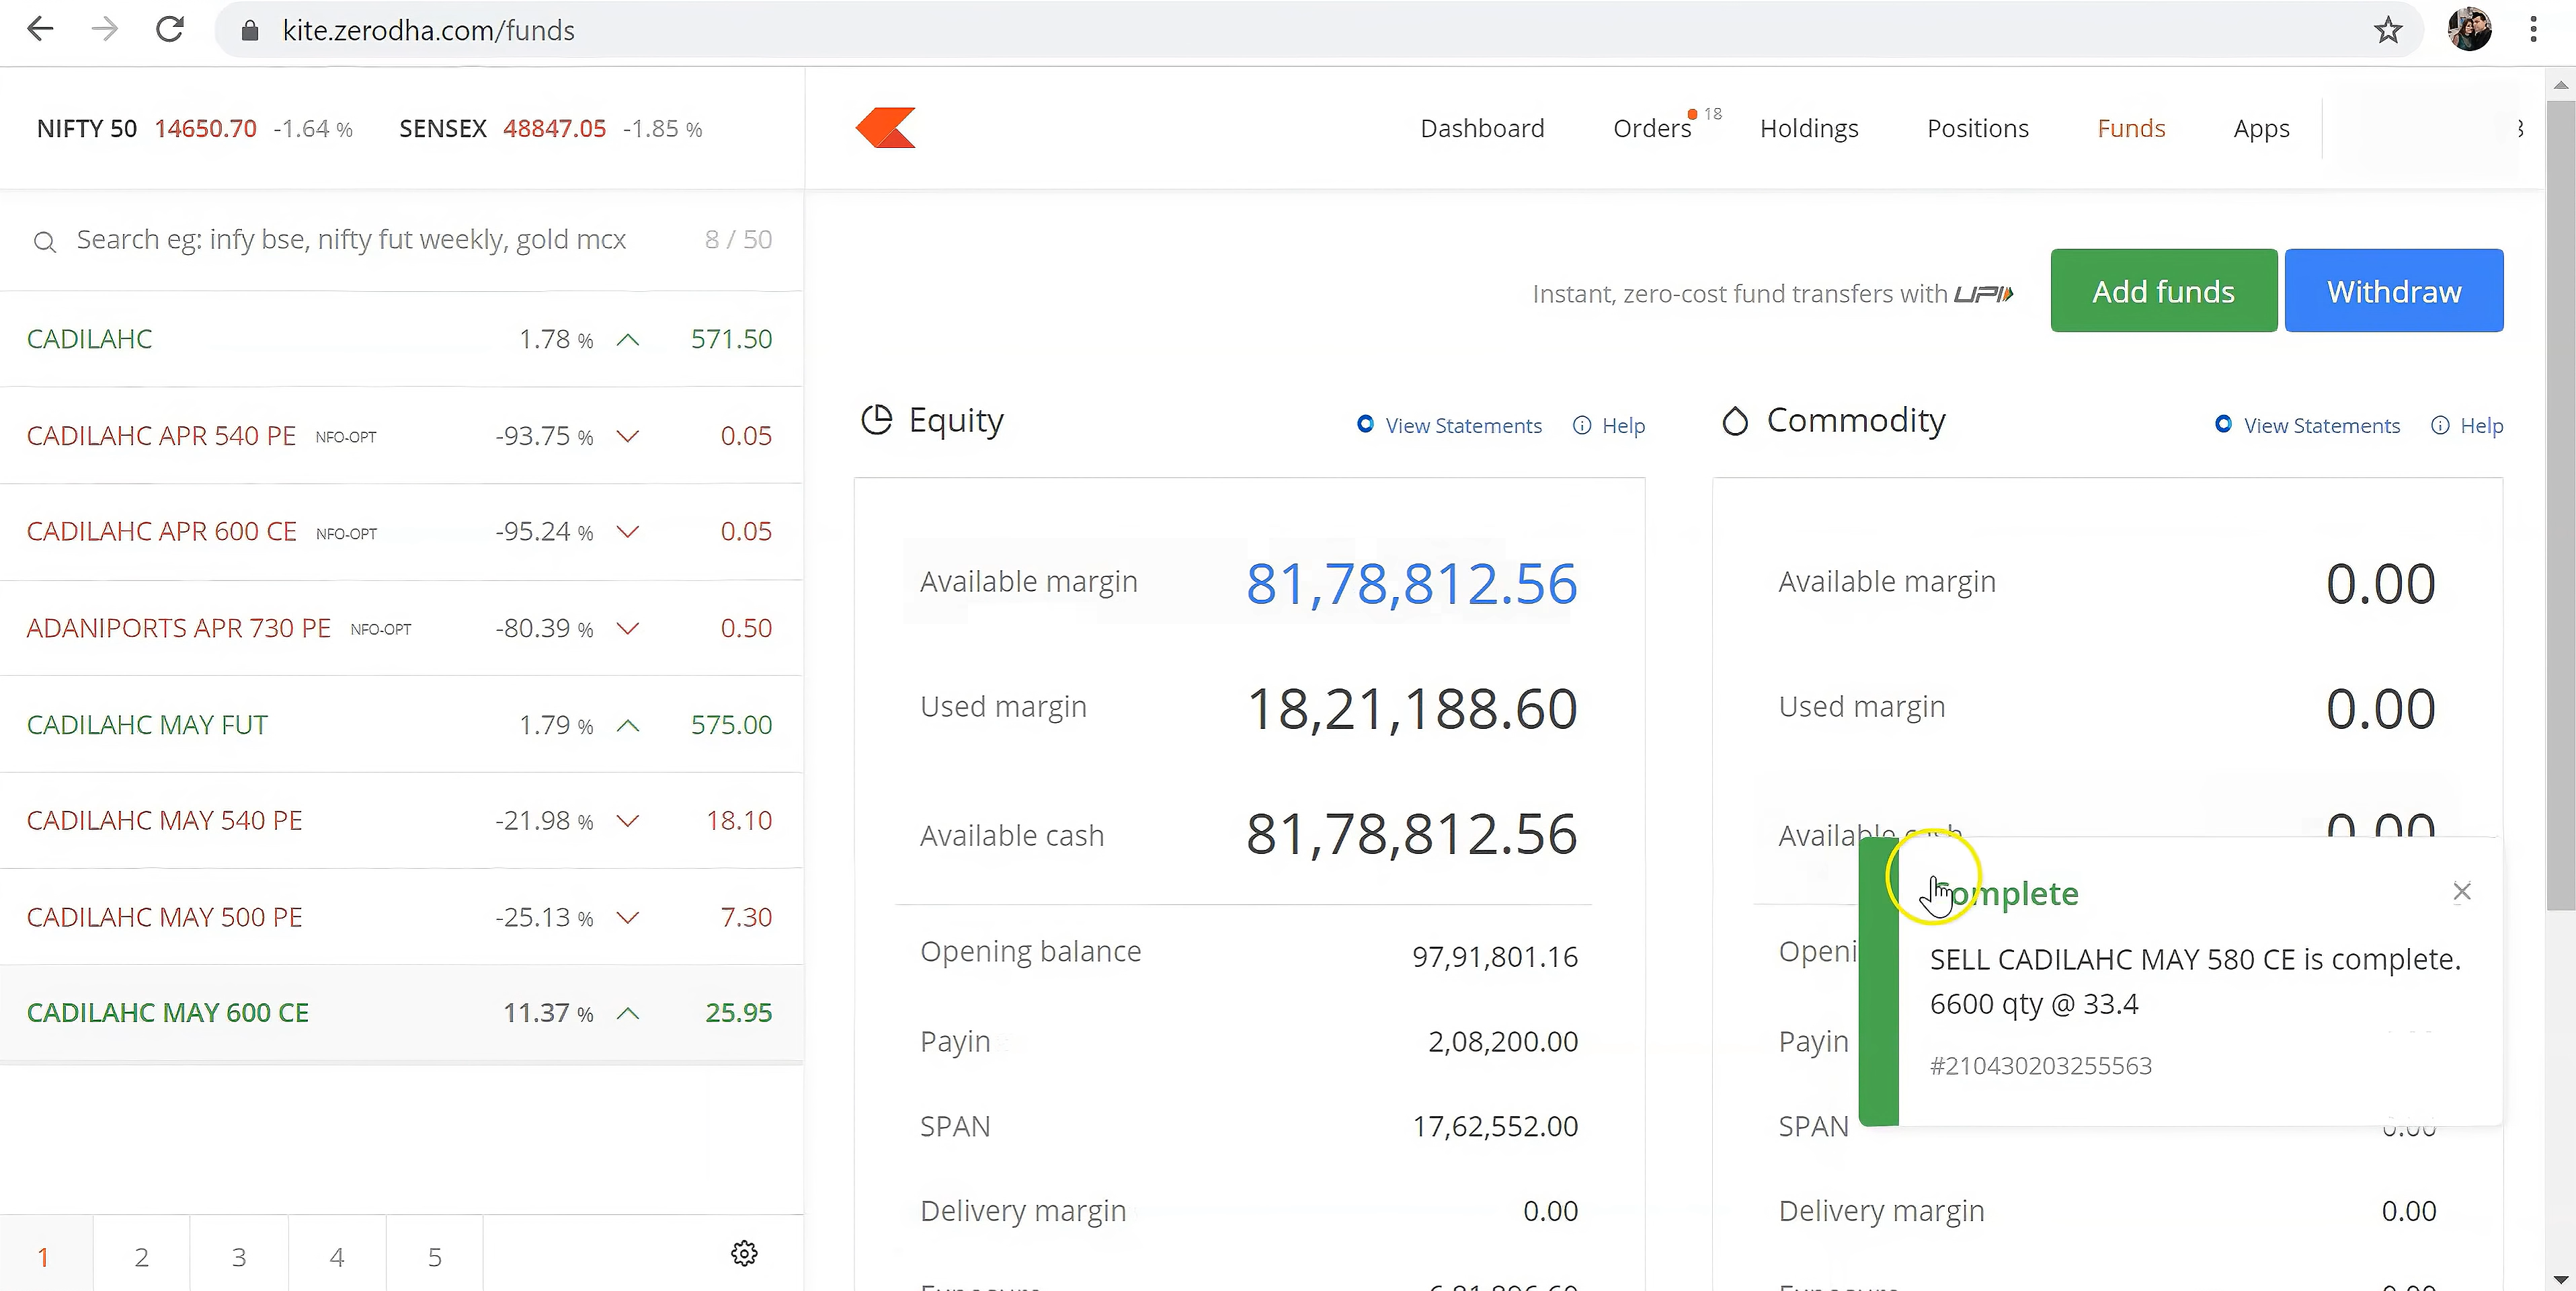 kite.zerodha.com/funds
NIFTY 50 14650.70 -1.64 % SENSEX 48847.05 -1.85 %
Dashboard Orders 18 Holdings Positions Funds Apps
Search eg: infy bse, nifty fut weekly, gold mcx 8 / 50
Instant, zero-cost fund transfers with UPI Add funds Withdraw
CADILAHC 1.78 % 571.50
CADILAHC APR 540 PE NFO-OPT -93.75 % 0.05
CADILAHC APR 600 CE NFO-OPT -95.24 % 0.05
ADANIPORTS APR 730 PE NFO-OPT -80.39 % 0.50
CADILAHC MAY FUT 1.79 % 575.00
CADILAHC MAY 540 PE -21.98 % 18.10
CADILAHC MAY 500 PE -25.13 % 7.30
CADILAHC MAY 600 CE 11.37 % 25.95
1 2 3 4 5
Equity View Statements Help
Available margin 81,78,812.56
Used margin 18,21,188.60
Available cash 81,78,812.56
Opening balance 97,91,801.16
Payin 2,08,200.00
SPAN 17,62,552.00
Delivery margin 0.00
Commodity View Statements Help
Available margin 0.00
Used margin 0.00
Available cash 0.00
Payin
SPAN 0.00
Delivery margin 0.00
Complete
SELL CADILAHC MAY 580 CE is complete.
6600 qty @ 33.4
#210430203255563